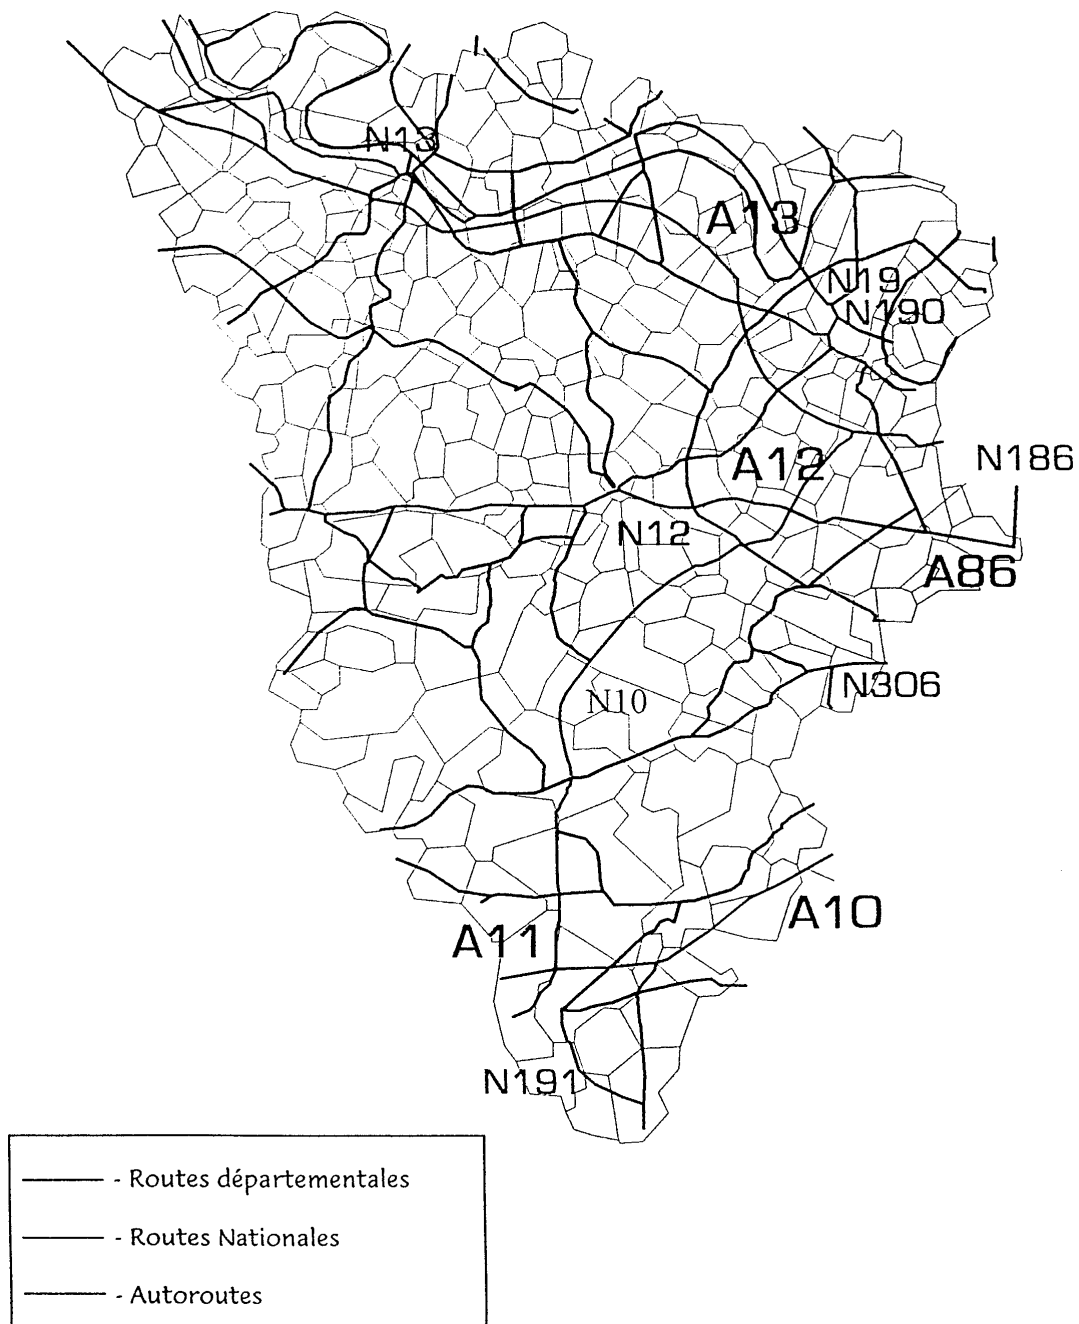 N13
A13
N19
N190
A12
N186
N12
A86
N306
N10
A10
A11
N191
- Routes départementales
- Routes Nationales
- Autoroutes